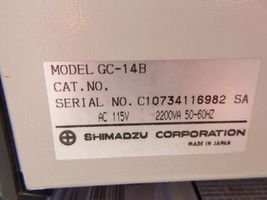 MODEL GC-14B
CAT.NO.
SERIAL NO. C10734116982 SA
AC 115V 2200VA 50-60HZ
SHIMADZU CORPORATION
MADE IN JAPAN